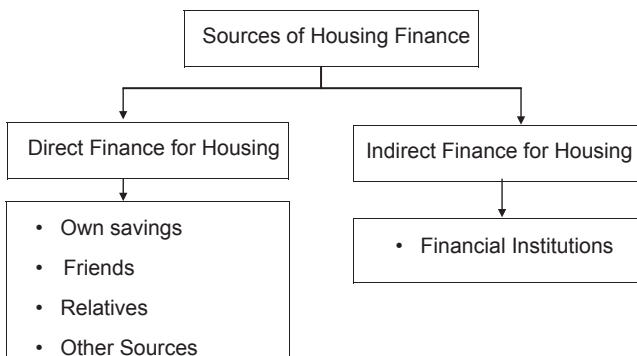 Sources of Housing Finance
Direct Finance for Housing
Indirect Finance for Housing
• Own savings
• Friends
• Relatives
• Other Sources
• Financial Institutions